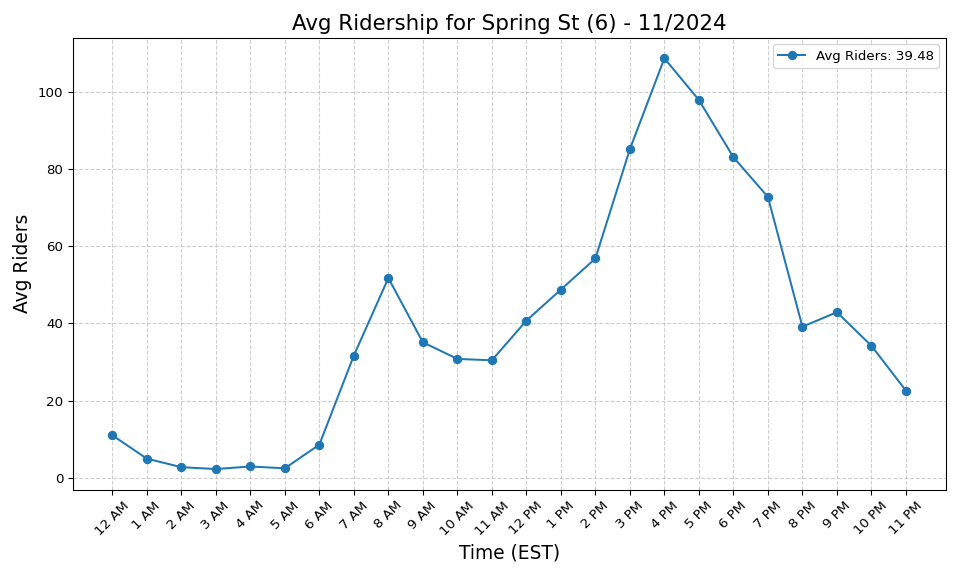 Avg Ridership for Spring St (6) - 11/2024
Avg Riders: 39.48
Avg Riders
100
80
60
40
20
0
12 AM
1 AM
2 AM
3 AM
4 AM
5 AM
6 AM
7 AM
8 AM
9 AM
10 AM
11 AM
12 PM
1 PM
2 PM
3 PM
4 PM
5 PM
6 PM
7 PM
8 PM
9 PM
10 PM
11 PM
Time (EST)